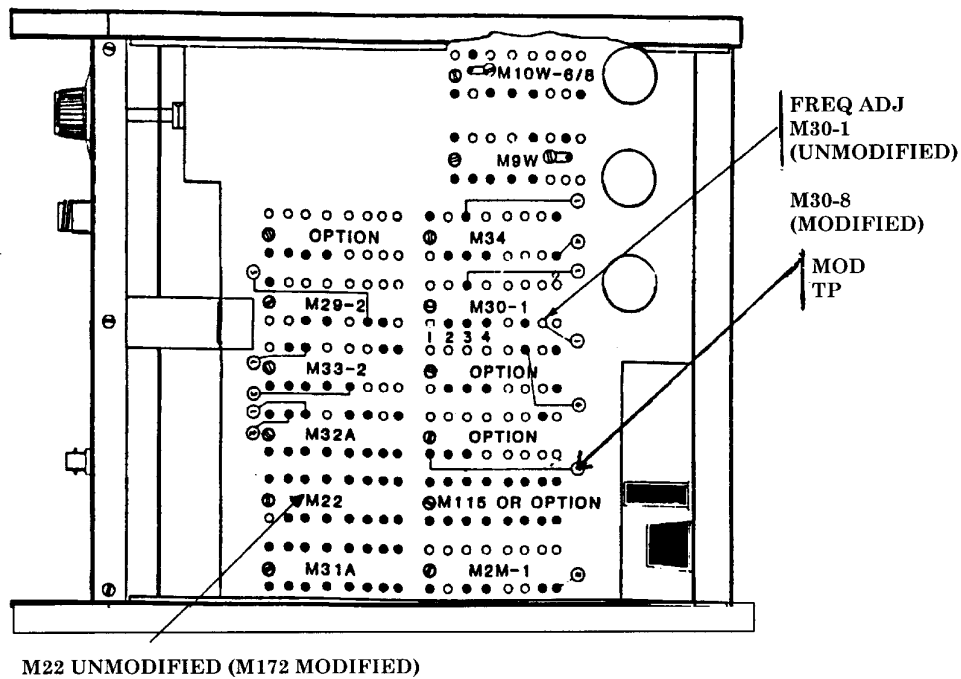 M10W-6/8
FREQ ADJ
M30-1
(UNMODIFIED)
M9W
M30-8
(MODIFIED)
OPTION
M34
MOD
TP
M29-2
M30-1
1 2 3 4
M33-2
OPTION
M32A
OPTION
M22
M115 OR OPTION
M31A
M2M-1
M22 UNMODIFIED (M172 MODIFIED)